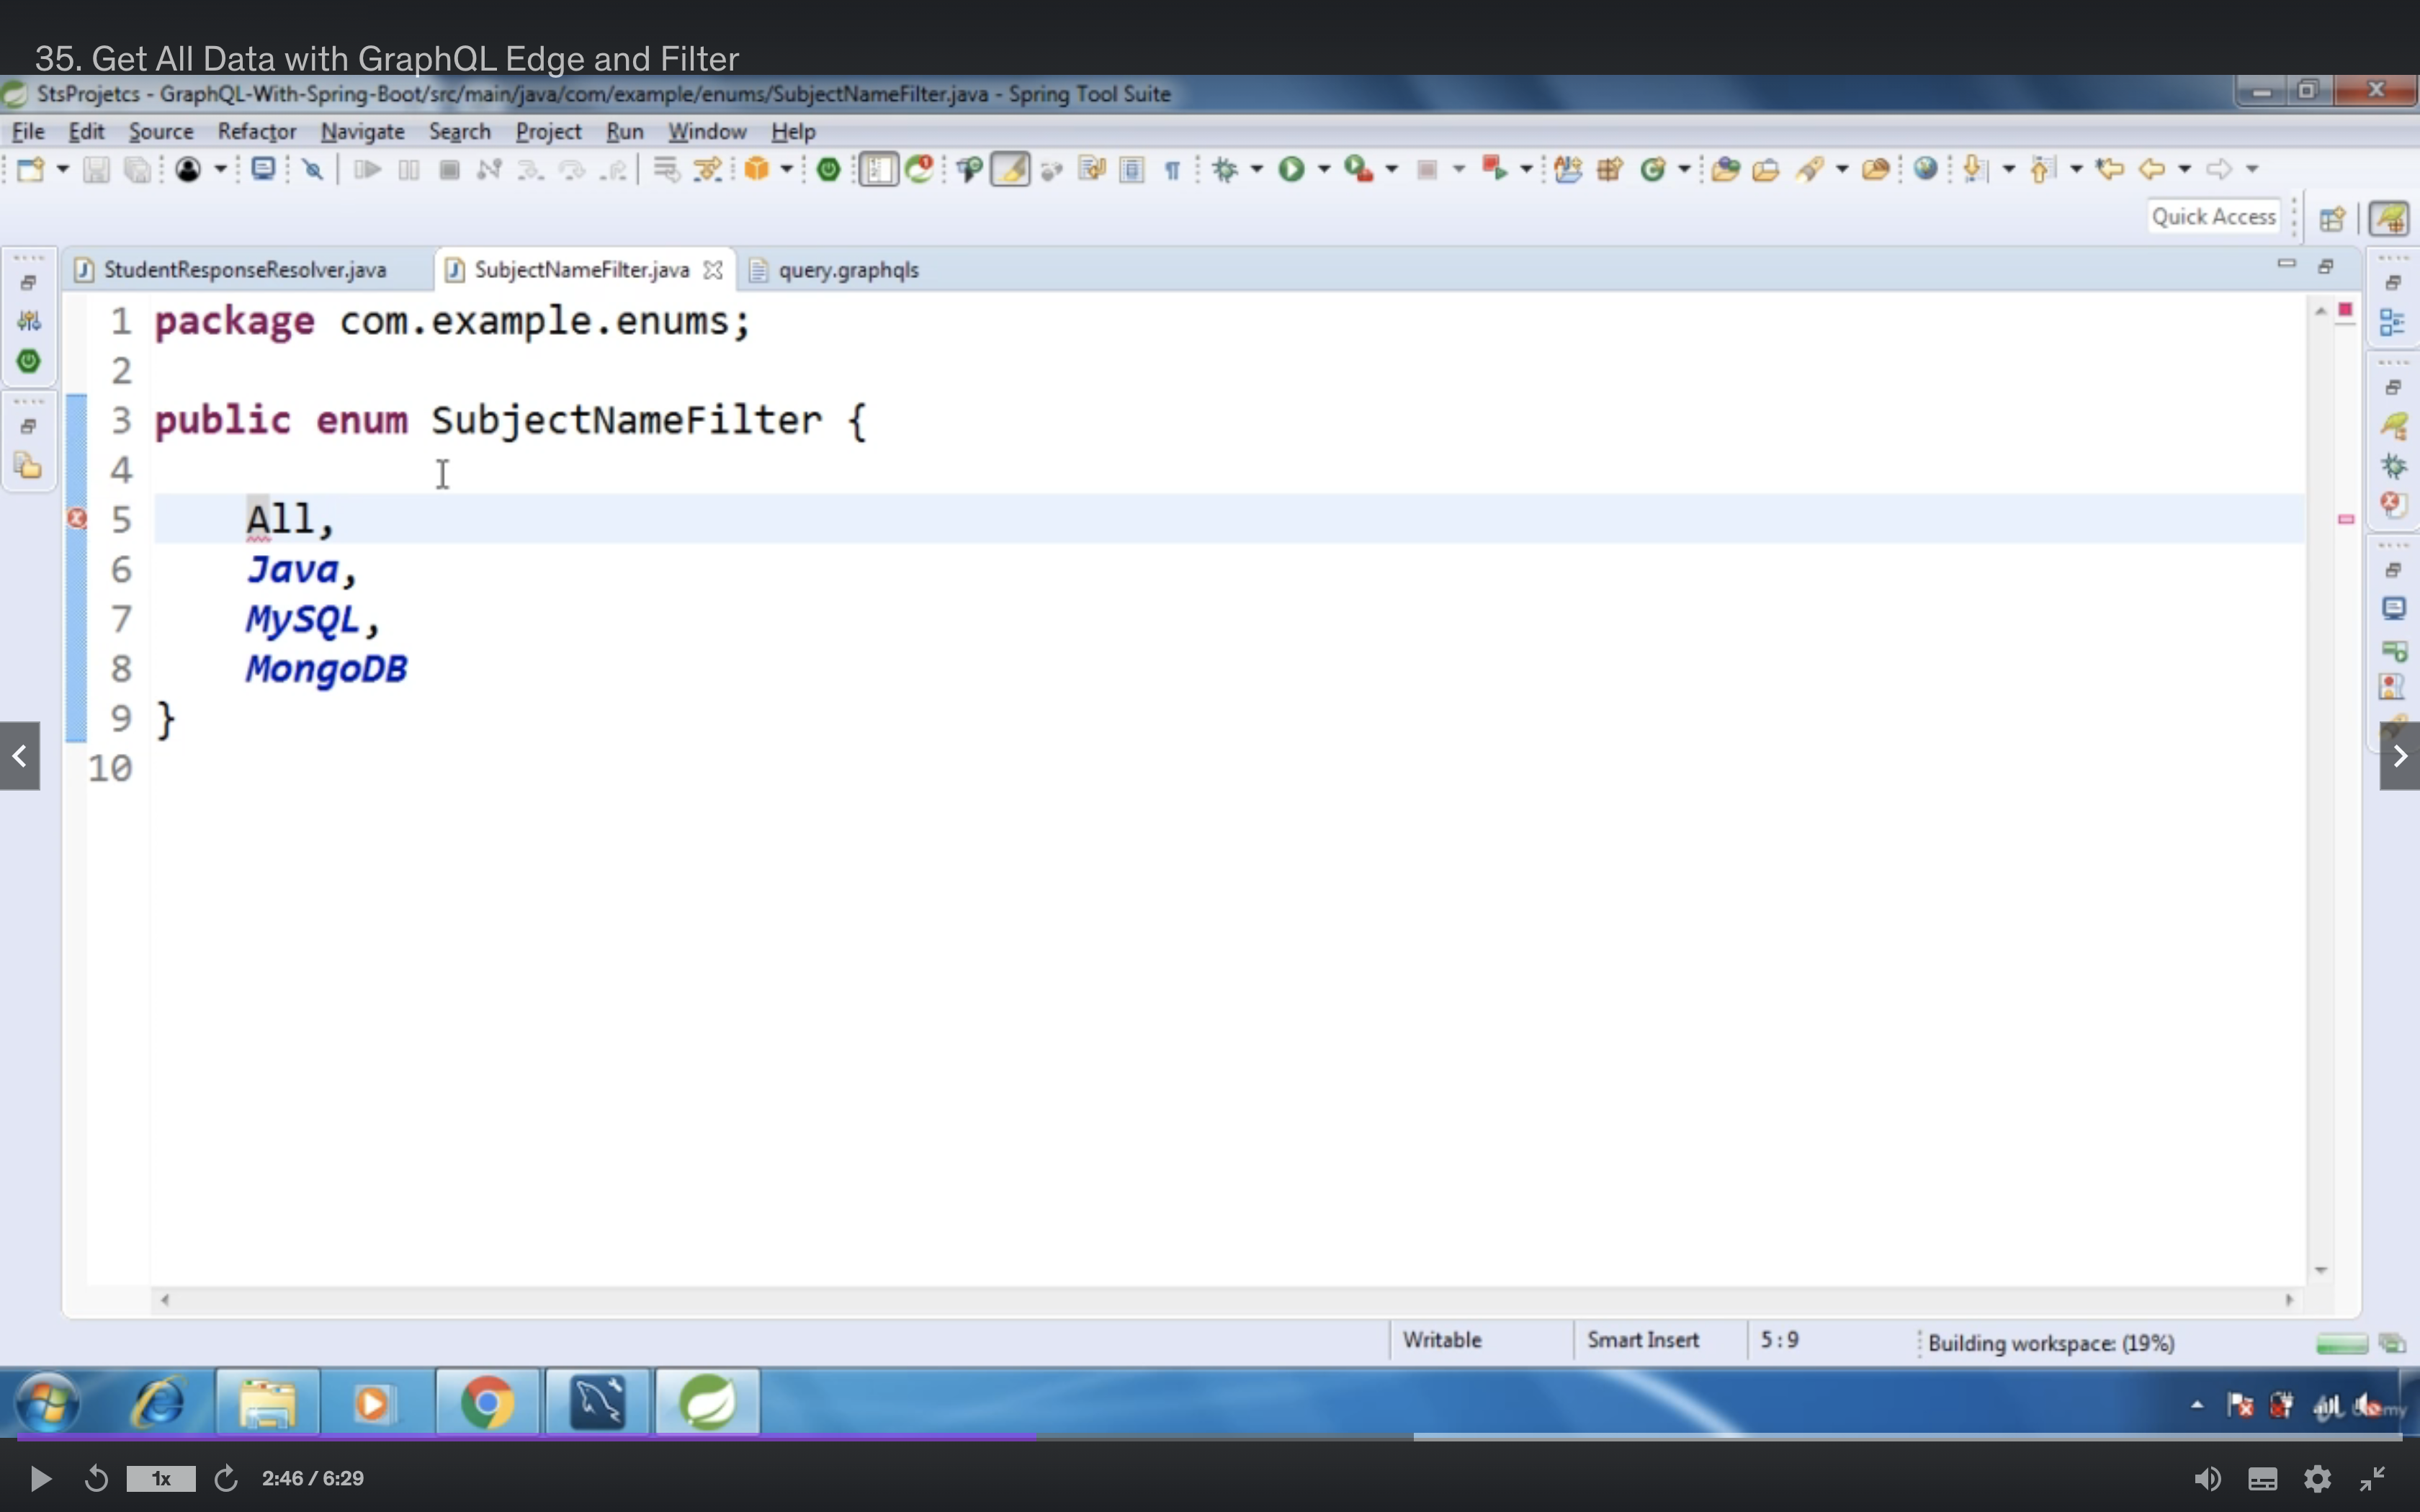 35. Get All Data with GraphQL Edge and Filter
StsProjetcs - GraphQL-With-Spring-Boot/src/main/java/com/example/enums/SubjectNameFilter.java - Spring Tool Suite
File Edit Source Refactor Navigate Search Project Run Window Help
Quick Access
StudentResponseResolver.java SubjectNameFilter.java query.graphqls
1 package com.example.enums;
2
3 public enum SubjectNameFilter {
4
5 All,
6 Java,
7 MySQL,
8 MongoDB
9 }
10
Writable Smart Insert 5 : 9 Building workspace: (19%)
1x 2:46 / 6:29